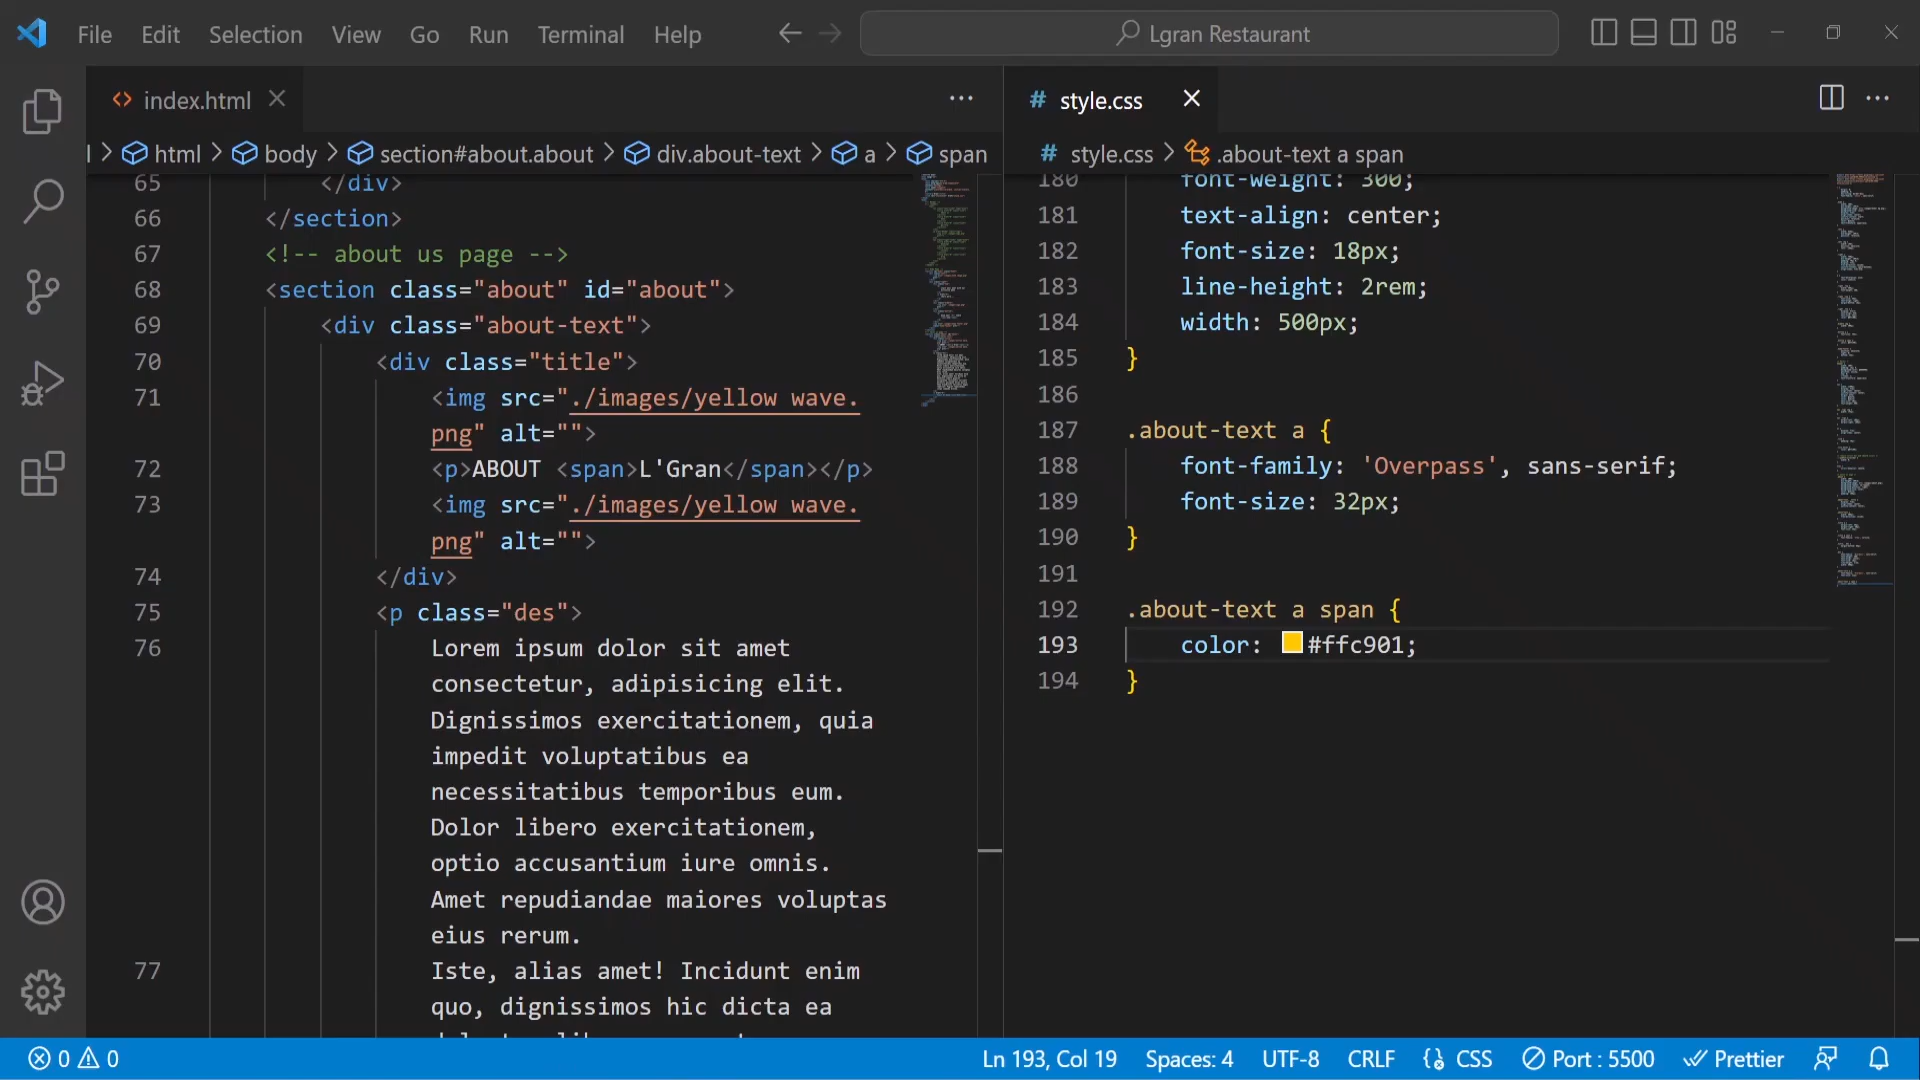 File Edit Selection View Go Run Terminal Help
Lgran Restaurant
index.html
html > body > section#about.about > div.about-text > a > span
65 </div>
66 </section>
67 <!-- about us page -->
68 <section class="about" id="about">
69 <div class="about-text">
70 <div class="title">
71 <img src="./images/yellow wave.
png" alt="">
72 <p>ABOUT <span>L'Gran</span></p>
73 <img src="./images/yellow wave.
png" alt="">
74 </div>
75 <p class="des">
76 Lorem ipsum dolor sit amet
consectetur, adipisicing elit.
Dignissimos exercitationem, quia
impedit voluptatibus ea
necessitatibus temporibus eum.
Dolor libero exercitationem,
optio accusantium iure omnis.
Amet repudiandae maiores voluptas
eius rerum.
77 Iste, alias amet! Incidunt enim
quo, dignissimos hic dicta ea
# style.css
# style.css > .about-text a span
180 font-weight: 300;
181 text-align: center;
182 font-size: 18px;
183 line-height: 2rem;
184 width: 500px;
185 }
186
187 .about-text a {
188 font-family: 'Overpass', sans-serif;
189 font-size: 32px;
190 }
191
192 .about-text a span {
193 color: #ffc901;
194 }
0 0 Ln 193, Col 19 Spaces: 4 UTF-8 CRLF CSS Port : 5500 Prettier